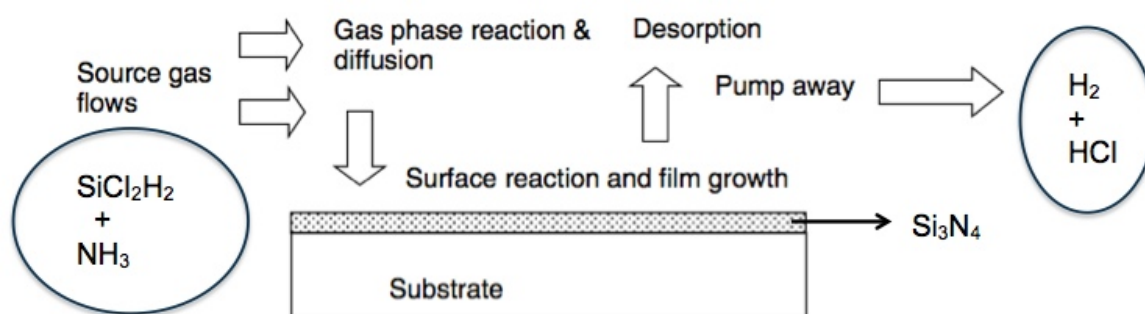 Source gas
flows
SiCl₂H₂
+
NH₃
Gas phase reaction &
diffusion
Desorption
Pump away
H₂
+
HCl
Surface reaction and film growth
Si₃N₄
Substrate